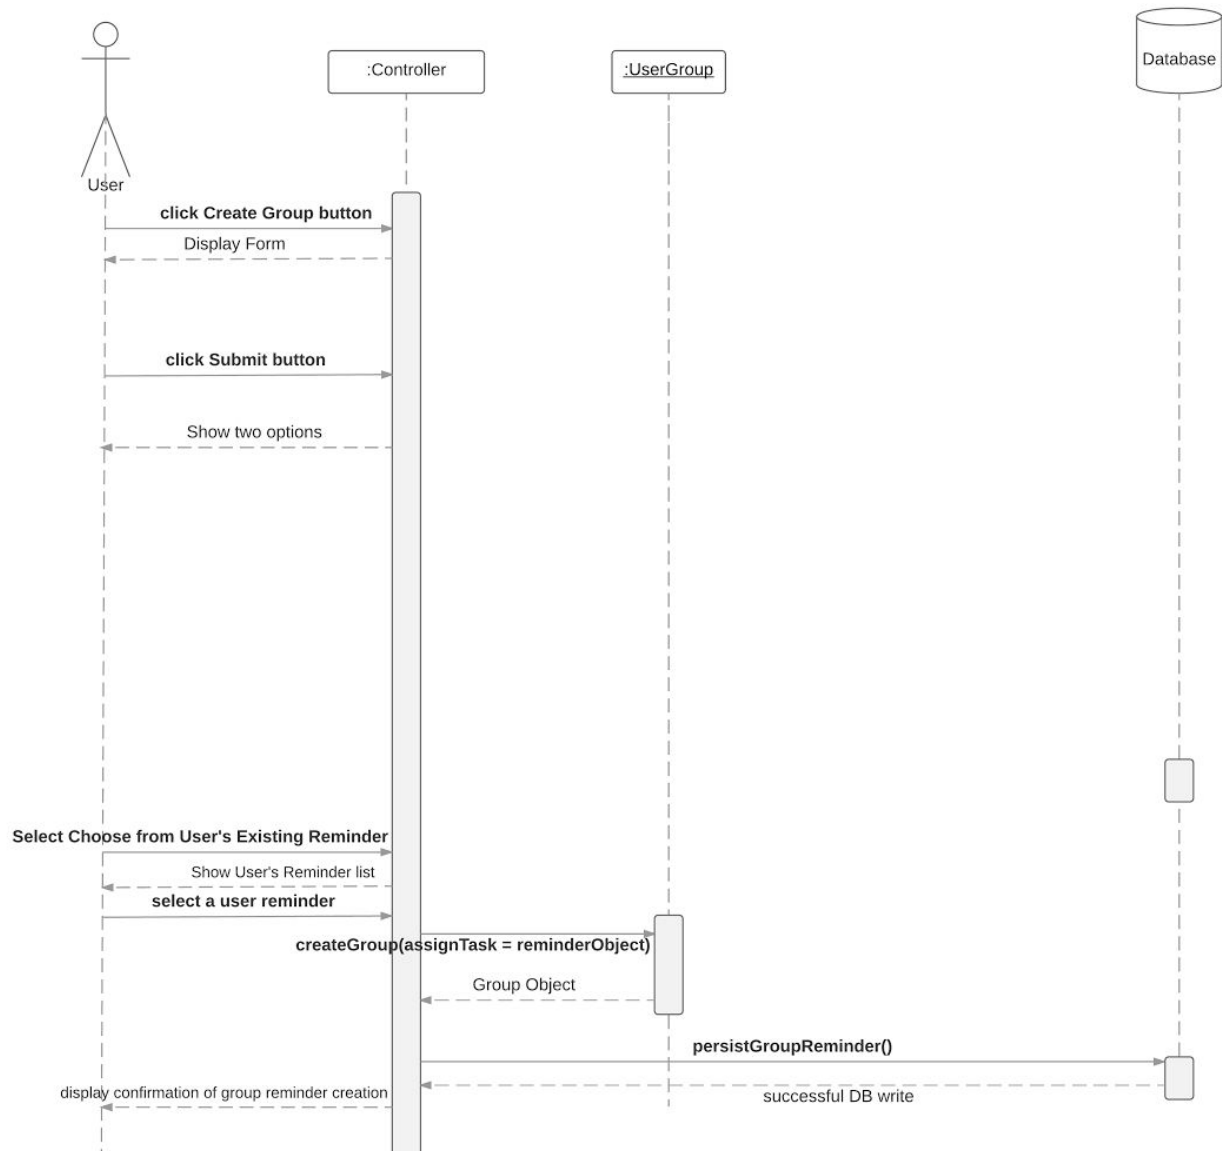 :Controller
:UserGroup
Database
User
click Create Group button
Display Form
click Submit button
Show two options
Select Choose from User's Existing Reminder
Show User's Reminder list
select a user reminder
createGroup(assignTask = reminderObject)
Group Object
persistGroupReminder()
display confirmation of group reminder creation
successful DB write